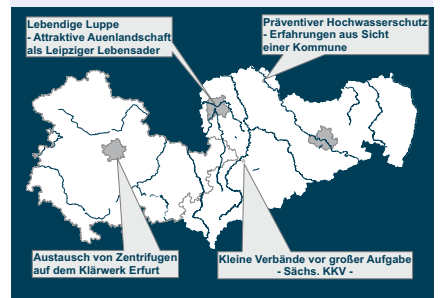 Lebendige Luppe
- Attraktive Auenlandschaft
als Leipziger Lebensader
Präventiver Hochwasserschutz
- Erfahrungen aus Sicht
einer Kommune
Austausch von Zentrifugen
auf dem Klärwerk Erfurt
Kleine Verbände vor großer Aufgabe
- Sächs. KKV -